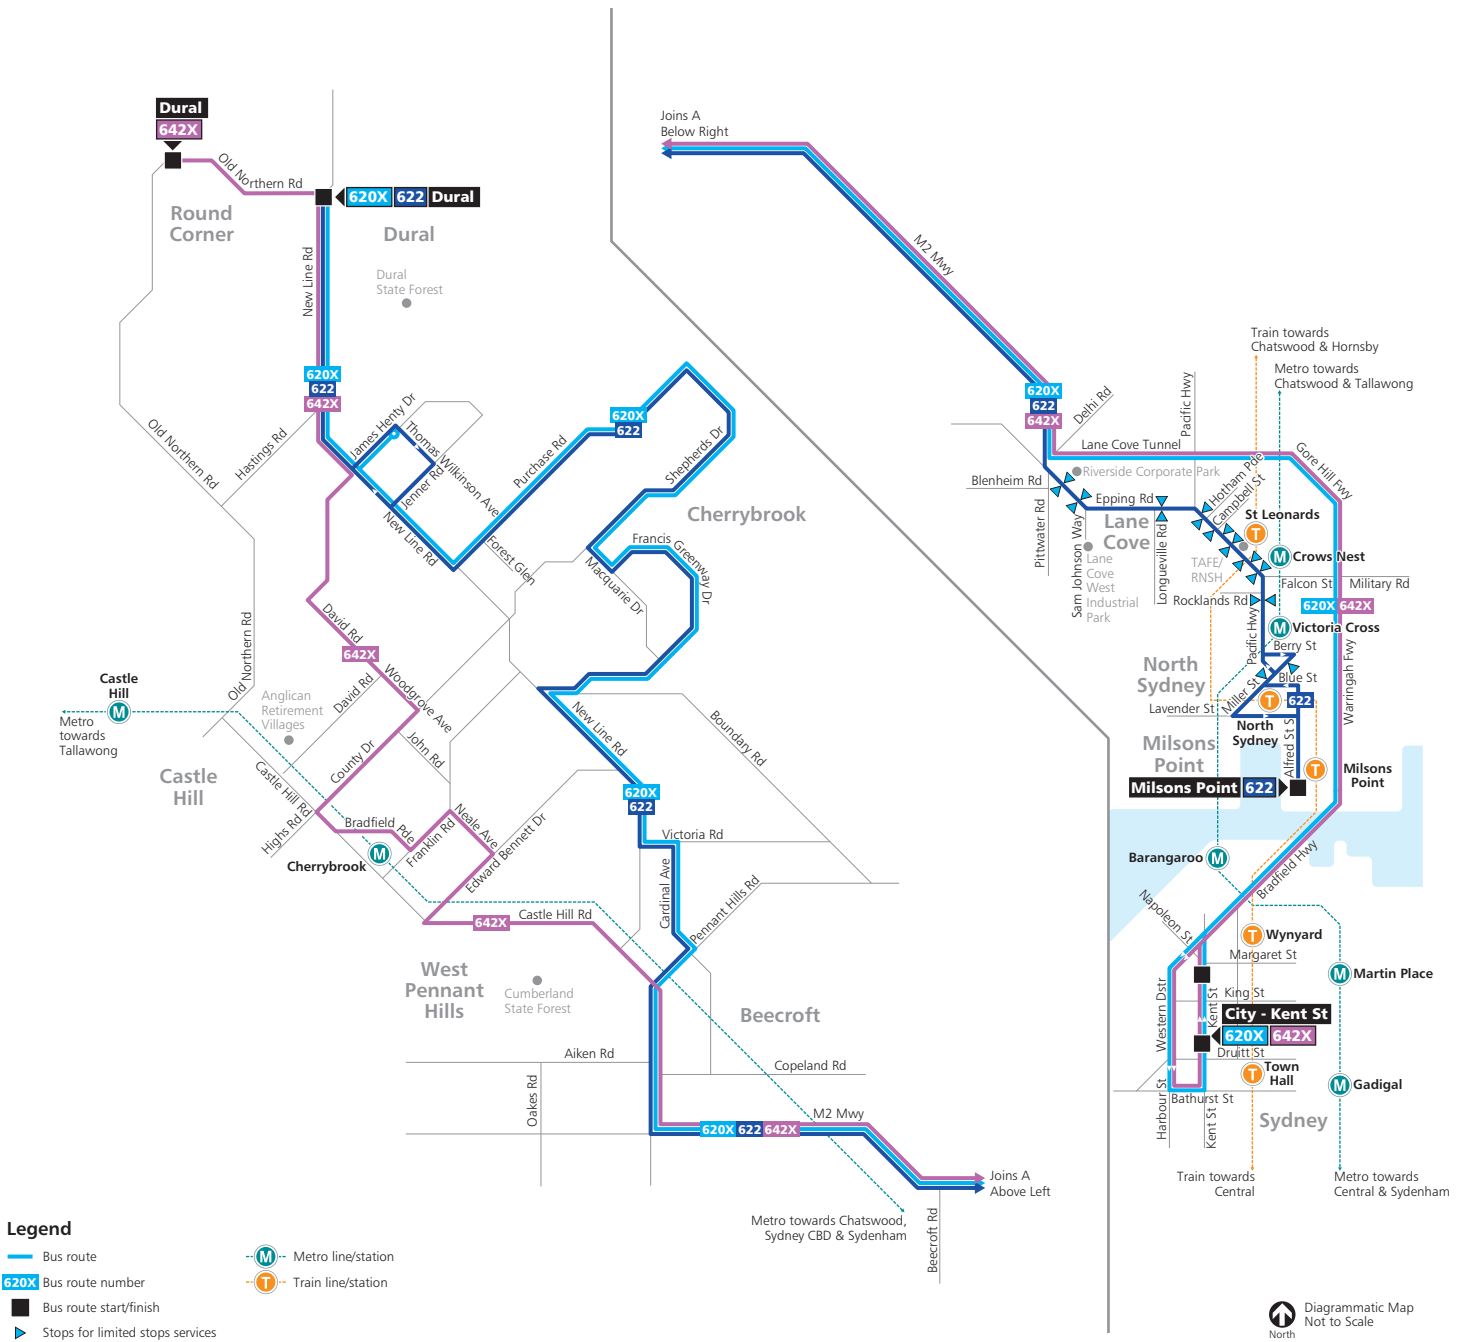 Dural
642X
Old Northern Rd
620X 622 Dural
Round
Corner
Dural
Dural
State Forest
New Line Rd
620X
622
642X
James Henty Dr
Thomas Wilkinson Ave
Jenner Rd
Hastings Rd
Old Northern Rd
New Line Rd
Purchase Rd
620X
622
Shepherds Dr
Cherrybrook
Forest Glen
Francis Greenway Dr
Macquarie Dr
David Rd
642X
Woodgrove Ave
David Rd
Old Northern Rd
Castle
Hill
M
Metro
towards
Tallawong
Anglican
Retirement
Villages
Castle
Hill
County Dr
John Rd
Castle Hill Rd
Highs Rd
Bradfield Pde
Franklin Rd
Neale Ave
Edward Bennett Dr
Cherrybrook
M
New Line Rd
Boundary Rd
620X
622
Victoria Rd
Cardinal Ave
Pennant Hills Rd
642X
Castle Hill Rd
West
Pennant
Hills
Cumberland
State Forest
Beecroft
Aiken Rd
Oakes Rd
Copeland Rd
M2 Mwy
620X 622 642X
Joins A
Above Left
Beecroft Rd
Metro towards Chatswood,
Sydney CBD & Sydenham
Joins A
Below Right
M2 Mwy
620X
622
642X
Delhi Rd
Pacific Hwy
Lane Cove Tunnel
Gore Hill Fwy
Train towards
Chatswood & Hornsby
Metro towards
Chatswood & Tallawong
Riverside Corporate Park
Blenheim Rd
Epping Rd
Pittwater Rd
Sam Johnson Way
Lane
Cove
Lane
Cove
West
Industrial
Park
Longueville Rd
Hotham Pde
Campbell St
St Leonards
T
TAFE/
RNSH
M
Crows Nest
Falcon St
Military Rd
Rocklands Rd
620X 642X
M
Victoria Cross
Pacific Hwy
Berry St
Blue St
North
Sydney
Miller St
Lavender St
T
622
North
Sydney
Alfred St S
Warringah Fwy
Milsons
Point
Milsons Point 622
T
Milsons
Point
Barangaroo
M
Bradfield Hwy
Napoleon St
T
Wynyard
Margaret St
M
Martin Place
Western Dstr
Kent St
King St
City - Kent St
620X 642X
Druitt St
T
Town
Hall
M
Gadigal
Harbour St
Bathurst St
Kent St
Sydney
Train towards
Central
Metro towards
Central & Sydenham
Legend
Bus route
620X Bus route number
Bus route start/finish
Stops for limited stops services
M Metro line/station
T Train line/station
North
Diagrammatic Map
Not to Scale